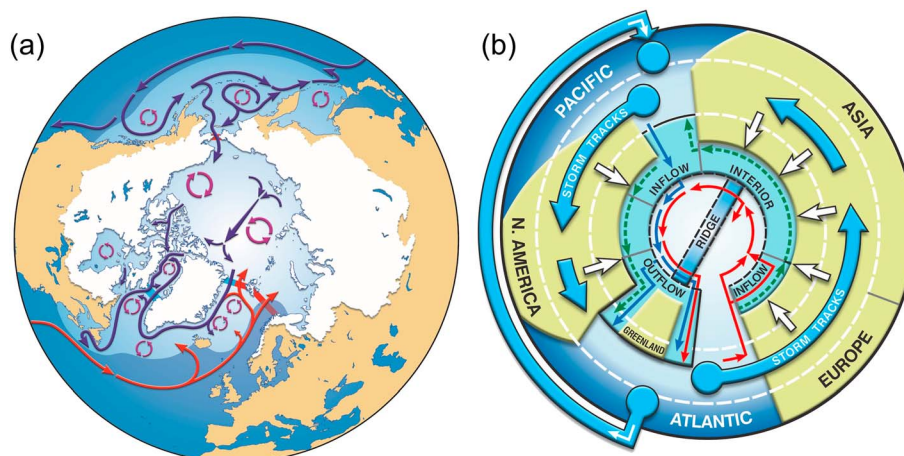 (a)
(b)
PACIFIC
ASIA
STORM TRACKS
INFLOW
INTERIOR
RIDGE
N. AMERICA
OUTFLOW
INFLOW
GREENLAND
STORM TRACKS
EUROPE
ATLANTIC